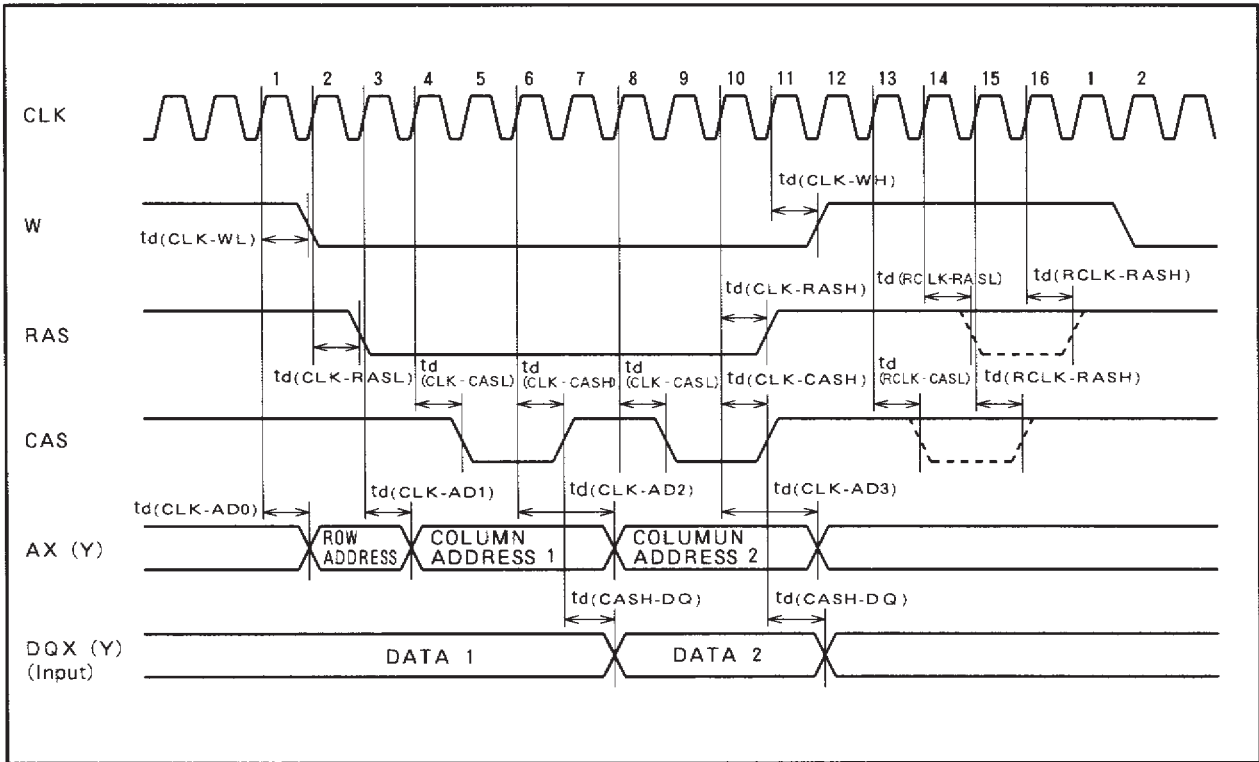 1 2 3 4 5 6 7 8 9 10 11 12 13 14 15 16 1 2
CLK
td(CLK-WH)
W
td(CLK-WL)
td(CLK-RASH)
td(RCLK-RASL)
td(RCLK-RASH)
RAS
td(CLK-RASL)
td
(CLK-CASL)
td
(CLK-CASH)
td
(CLK-CASL)
td(CLK-CASH)
td
(RCLK-CASL)
td(RCLK-RASH)
CAS
td(CLK-AD0)
td(CLK-AD1)
td(CLK-AD2)
td(CLK-AD3)
AX (Y)
ROW
ADDRESS
COLUMN
ADDRESS 1
COLUMUN
ADDRESS 2
td(CASH-DQ)
td(CASH-DQ)
DQX (Y)
(Input)
DATA 1
DATA 2